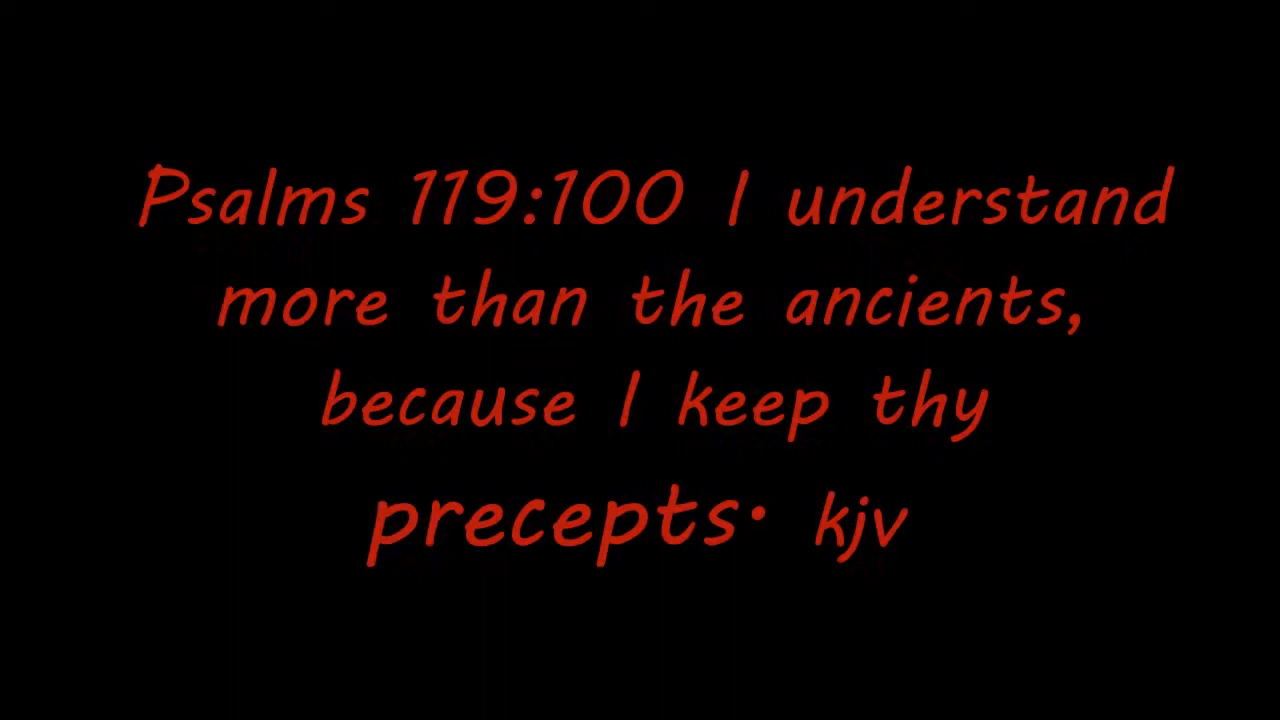 Psalms 119:100 I understand
more than the ancients,
because I keep thy
precepts· kjv